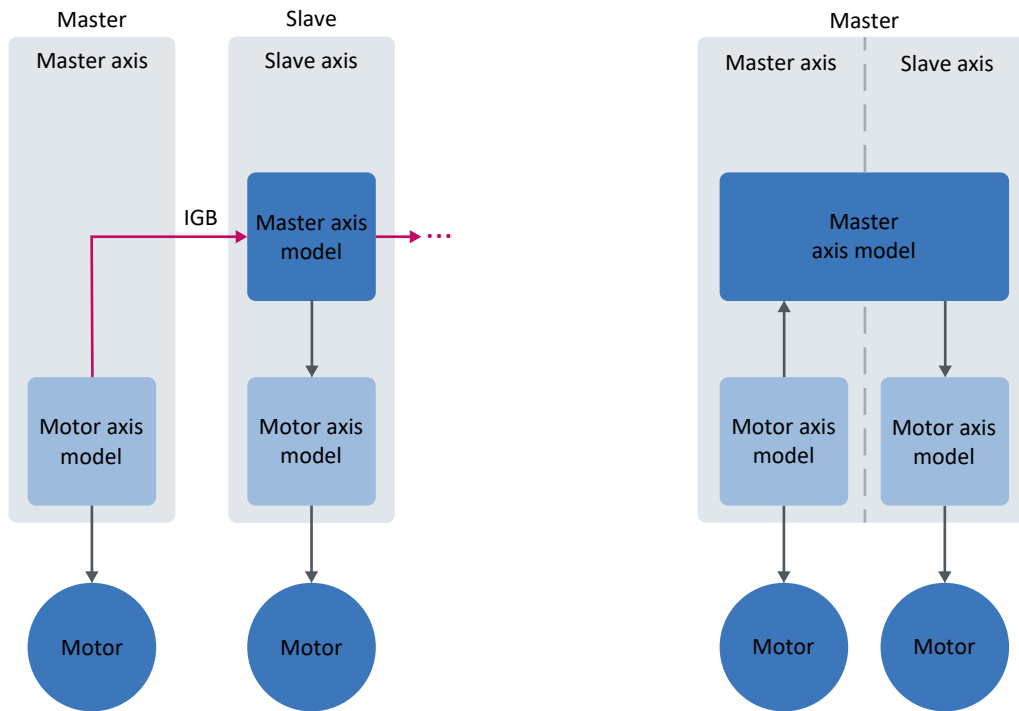 Master
Master axis
IGB
Motor axis
model
Motor
Slave
Slave axis
Master axis
model
...
Motor axis
model
Motor
Master
Master axis
Slave axis
Master
axis model
Motor axis
model
Motor axis
model
Motor
Motor